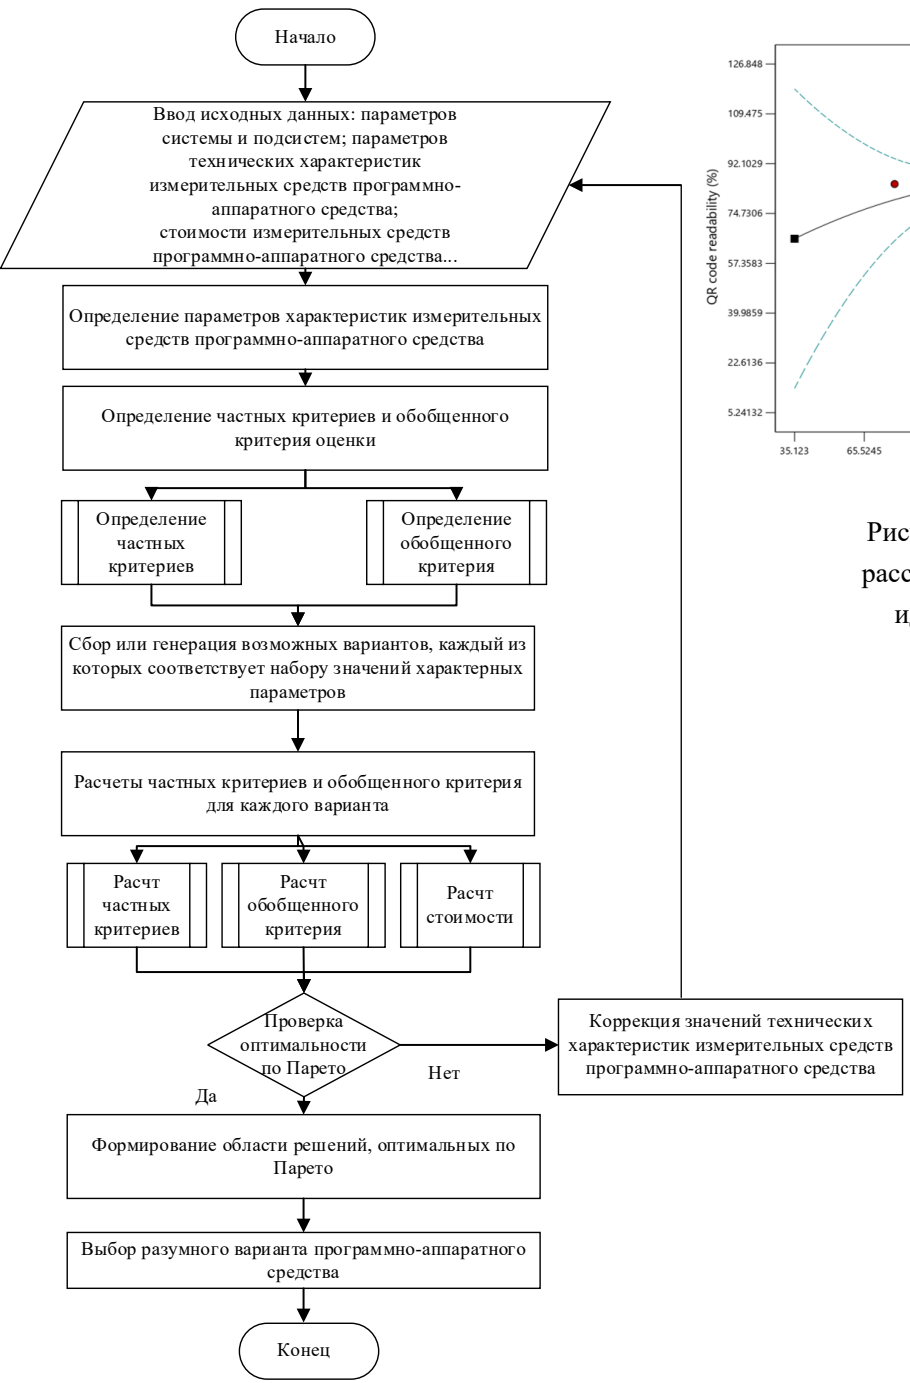 Начало
Ввод исходных данных: параметров
системы и подсистем; параметров
технических характеристик
измерительных средств программно-
аппаратного средства;
стоимости измерительных средств
программно-аппаратного средства...
Определение параметров характеристик измерительных
средств программно-аппаратного средства
Определение частных критериев и обобщенного
критерия оценки
Определение
частных
критериев
Определение
обобщенного
критерия
Сбор или генерация возможных вариантов, каждый из
которых соответствует набору значений характерных
параметров
Расчеты частных критериев и обобщенного критерия
для каждого варианта
Расчт
частных
критериев
Расчт
обобщенного
критерия
Расчт
стоимости
Проверка
оптимальности
по Парето
Нет
Да
Коррекция значений технических
характеристик измерительных средств
программно-аппаратного средства
Формирование области решений, оптимальных по
Парето
Выбор разумного варианта программно-аппаратного
средства
Конец
QR code readability (%)
126.848
109.475
92.1029
74.7306
57.3583
39.9859
22.6136
5.24132
35.123
65.5245
Рис
расс